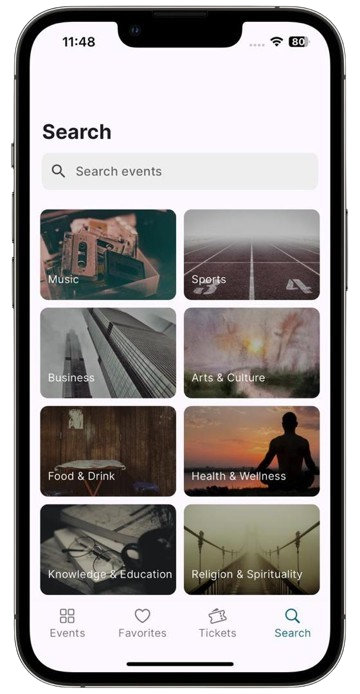 11:48
80
Search
Search events
Music
Sports
Business
Arts & Culture
Food & Drink
Health & Wellness
Knowledge & Education
Religion & Spirituality
Events
Favorites
Tickets
Search